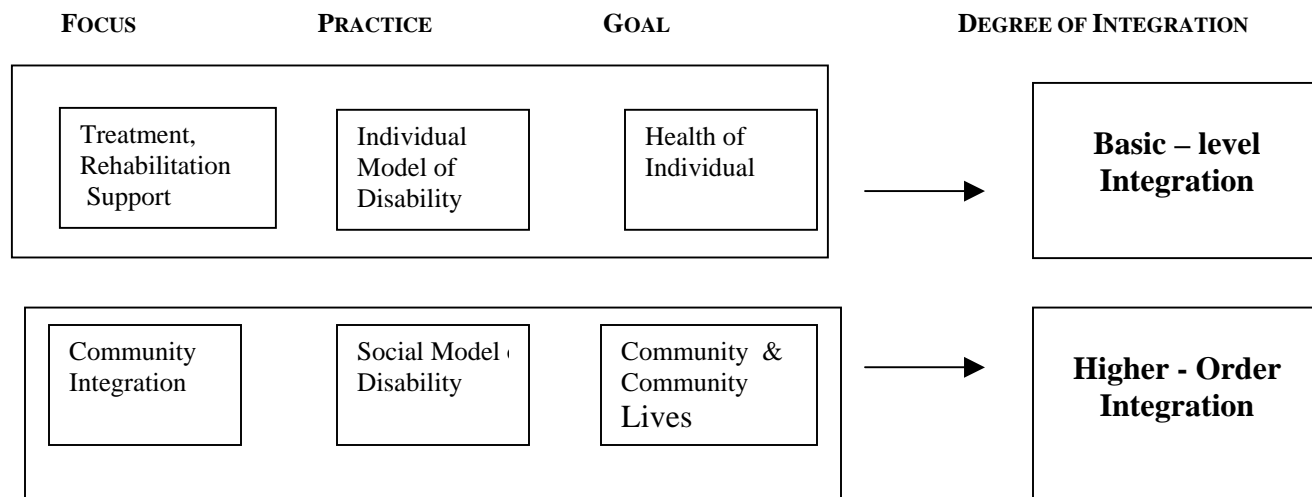 FOCUS PRACTICE GOAL DEGREE OF INTEGRATION
Treatment,
Rehabilitation
Support
Individual
Model of
Disability
Health of
Individual
Basic – level
Integration
Community
Integration
Social Model
Disability
Community &
Community
Lives
Higher - Order
Integration